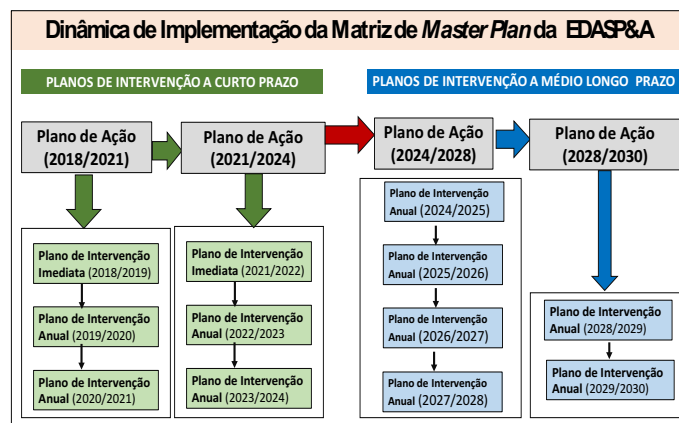 Dinâmica de Implementação da Matriz de Master Plan da EDASP&A
PLANOS DE INTERVENÇÃO A CURTO PRAZO
PLANOS DE INTERVENÇÃO A MÉDIO LONGO PRAZO
Plano de Ação
(2018/2021)
Plano de Ação
(2021/2024)
Plano de Ação
(2024/2028)
Plano de Ação
(2028/2030)
Plano de Intervenção
Imediata (2018/2019)
Plano de Intervenção
Anual (2019/2020)
Plano de Intervenção
Anual (2020/2021)
Plano de Intervenção
Imediata (2021/2022)
Plano de Intervenção
Anual (2022/2023
Plano de Intervenção
Anual (2023/2024)
Plano de Intervenção
Anual (2024/2025)
Plano de Intervenção
Anual (2025/2026)
Plano de Intervenção
Anual (2026/2027)
Plano de Intervenção
Anual (2027/2028)
Plano de Intervenção
Anual (2028/2029)
Plano de Intervenção
Anual (2029/2030)